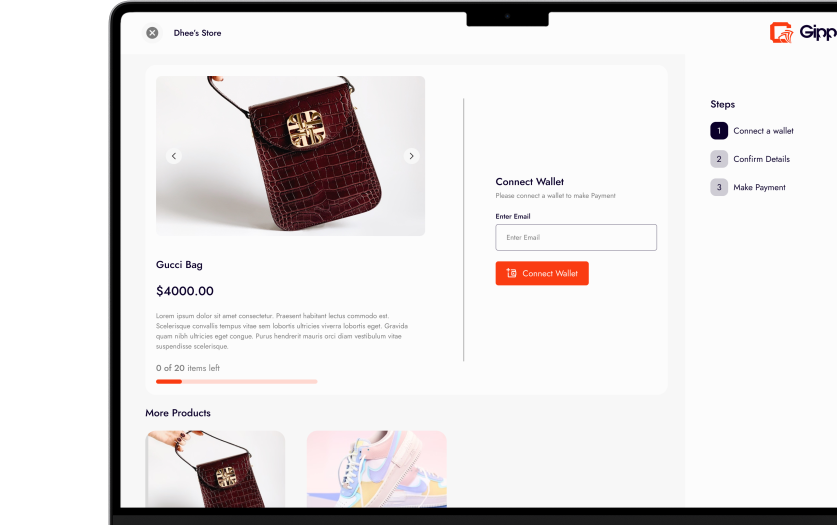 Dhee's Store
Gipp
Steps
1 Connect a wallet
2 Confirm Details
3 Make Payment
Connect Wallet
Please connect a wallet to make Payment
Enter Email
Enter Email
Connect Wallet
Gucci Bag
$4000.00
Lorem ipsum dolor sit amet consectetur. Praesent habitant lectus commodo est.
Scelerisque convallis tempus vitae sem lobortis ultricies viverra lobortis eget. Gravida
quam nibh ultricies eget congue. Purus hendrerit mauris orci diam vestibulum vitae
suspendisse scelerisque.
0 of 20 items left
More Products